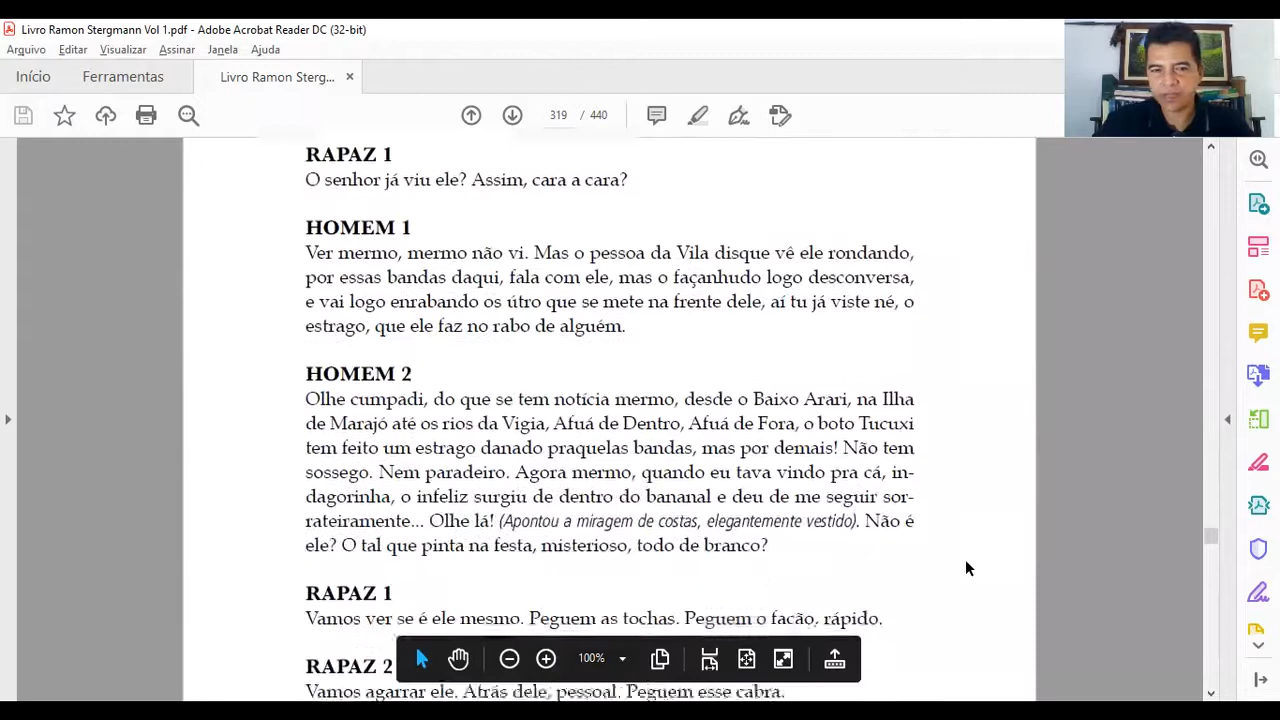 Livro Ramon Stergmann Vol 1.pdf - Adobe Acrobat Reader DC (32-bit)
Arquivo Editar Visualizar Assinar Janela Ajuda
Início Ferramentas Livro Ramon Sterg... ×
319 / 440
RAPAZ 1
O senhor já viu ele? Assim, cara a cara?
HOMEM 1
Ver mermo, mermo não vi. Mas o pessoa da Vila disque vê ele rondando,
por essas bandas daqui, fala com ele, mas o façanhudo logo desconversa,
e vai logo enrabando os útro que se mete na frente dele, aí tu já viste né, o
estrago, que ele faz no rabo de alguém.
HOMEM 2
Olhe cumpadi, do que se tem notícia mermo, desde o Baixo Arari, na Ilha
de Marajó até os rios da Vigia, Afuá de Dentro, Afuá de Fora, o boto Tucuxi
tem feito um estrago danado praquelas bandas, mas por demais! Não tem
sossego. Nem paradeiro. Agora mermo, quando eu tava vindo pra cá, in-
dagorinha, o infeliz surgiu de dentro do bananal e deu de me seguir sor-
rateiramente... Olhe lá! (Apontou a miragem de costas, elegantemente vestido). Não é
ele? O tal que pinta na festa, misterioso, todo de branco?
RAPAZ 1
Vamos ver se é ele mesmo. Peguem as tochas. Peguem o facão, rápido.
RAPAZ 2
Vamos agarrar ele. Atrás dele, pessoal. Peguem esse cabra.
100%